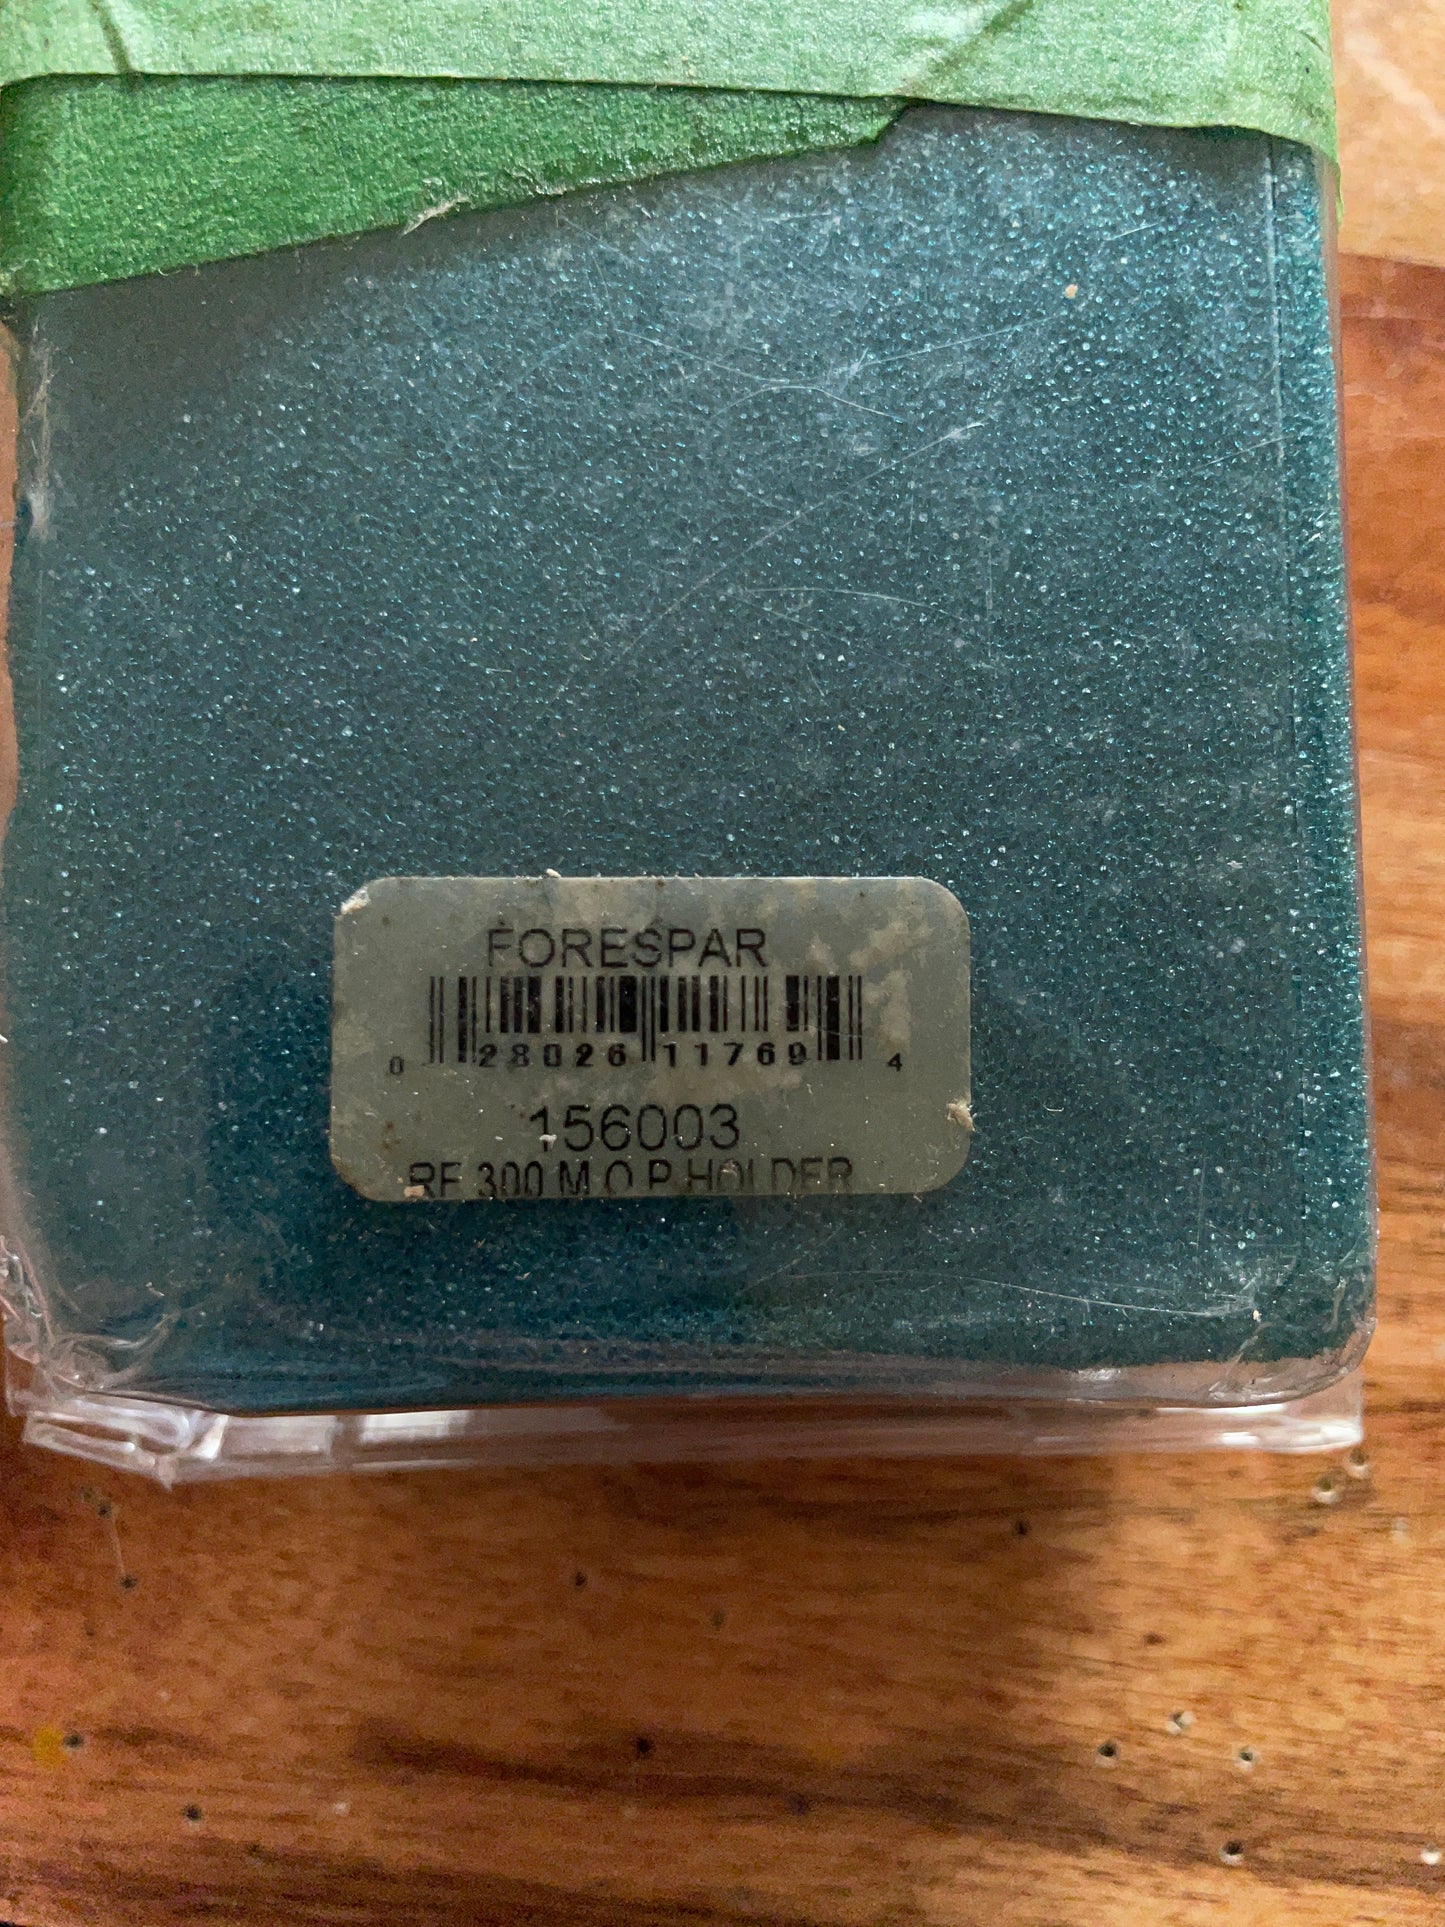 FORESPAR
0 28026 11769 4
156003
RF 300 M.O.P.HOLDER